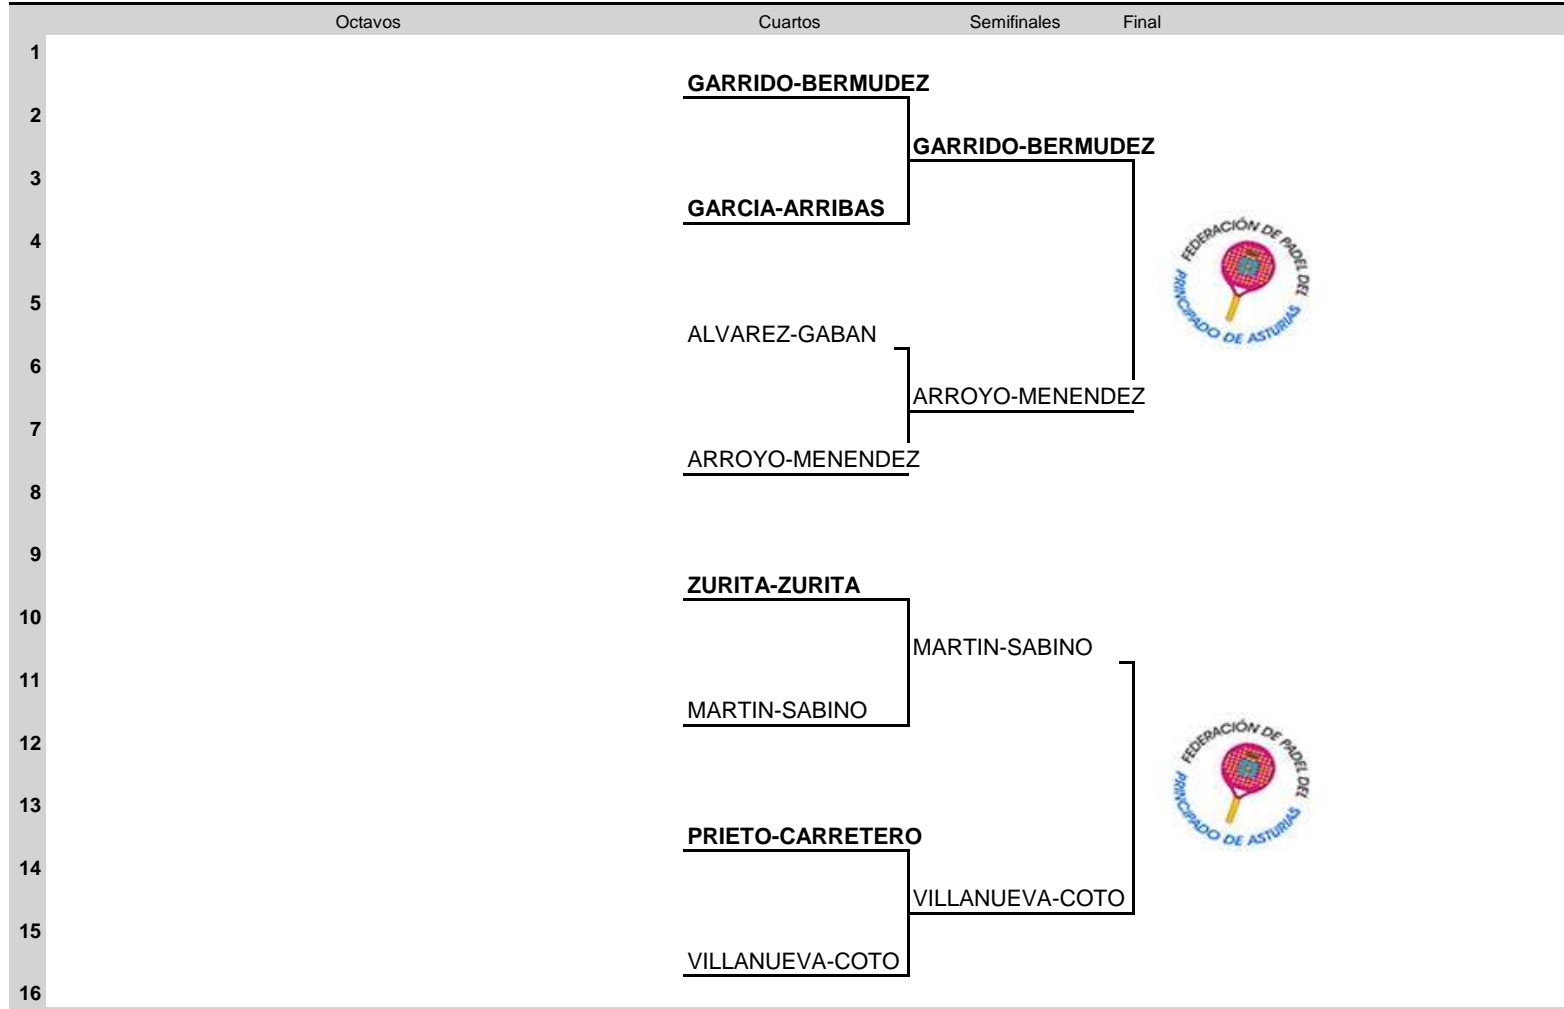 Octavos Cuartos Semifinales Final
1
GARRIDO-BERMUDEZ
2
GARRIDO-BERMUDEZ
3
GARCIA-ARRIBAS
4
FEDERACIÓN DE PADEL DEL
PRINCIPADO DE ASTURIAS
5
ALVAREZ-GABAN
6
ARROYO-MENENDEZ
7
ARROYO-MENENDEZ
8
9
ZURITA-ZURITA
10
MARTIN-SABINO
11
MARTIN-SABINO
12
FEDERACIÓN DE PADEL DEL
PRINCIPADO DE ASTURIAS
13
PRIETO-CARRETERO
14
VILLANUEVA-COTO
15
VILLANUEVA-COTO
16